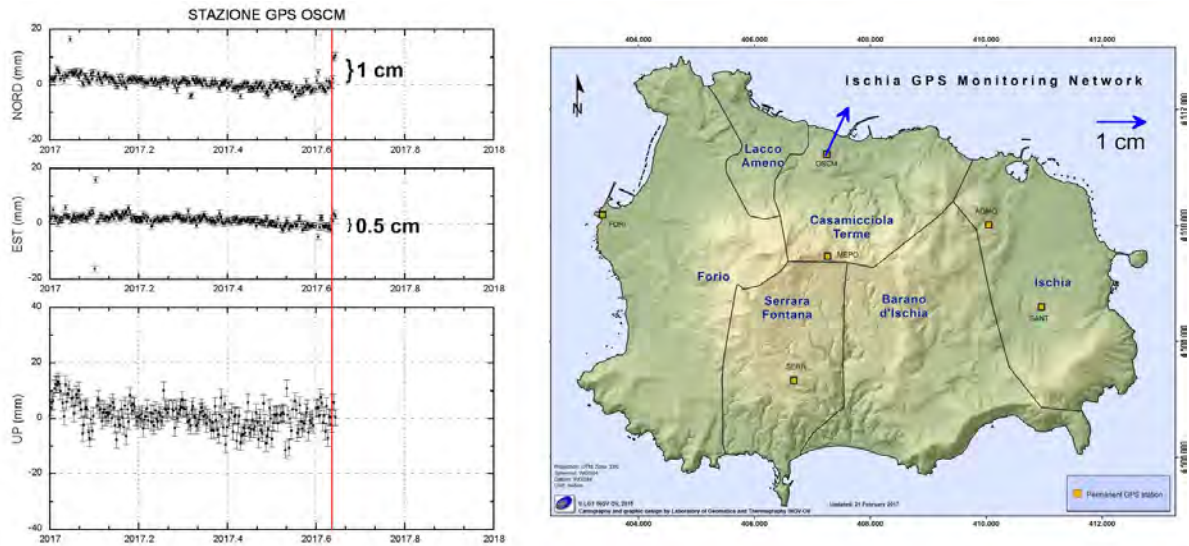 STAZIONE GPS OSCM
20
0
-20
NORD (mm)
}1 cm
2017 2017.2 2017.4 2017.6 2017.8 2018
20
0
-20
EST (mm)
}0.5 cm
2017 2017.2 2017.4 2017.6 2017.8 2018
40
20
0
-20
-40
UP (mm)
2017 2017.2 2017.4 2017.6 2017.8 2018
404.000 406.000 408.000 410.000 412.000
Ischia GPS Monitoring Network
N
1 cm
Lacco
Ameno
OSCM
Casamicciola
Terme
MEPO
Forio
Serrara
Fontana
Barano
d'Ischia
Ischia
SANT
SERR
Updated: 21 February 2017
Cartography and graphic design by Laboratory of Geomatics and Thermography INGV-OV
Permanent GPS station
404.000 406.000 408.000 410.000 412.000